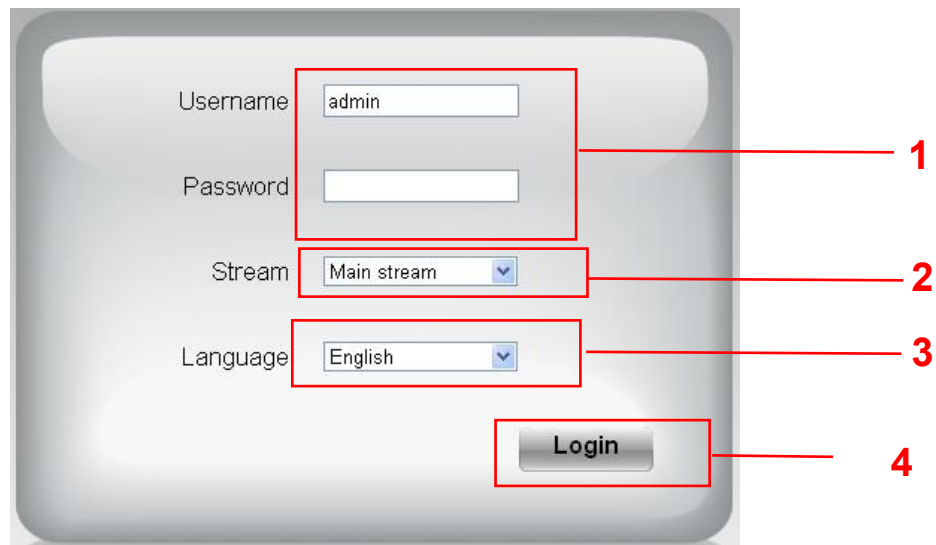 Username admin
1
Password
Stream Main stream
2
Language English
3
Login
4